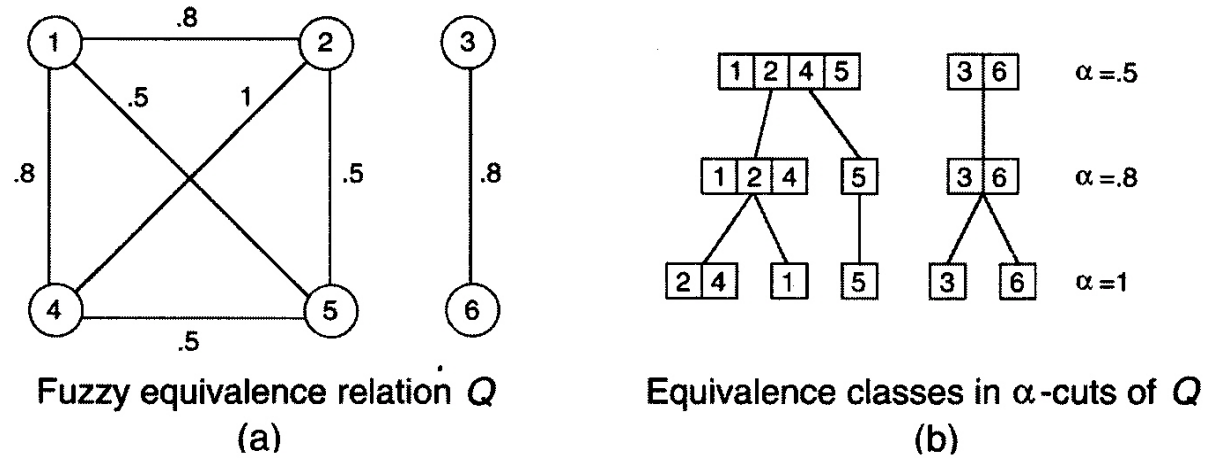 .8
1
2
3
.5
1
.8
.5
.8
4
5
6
.5
Fuzzy equivalence relation Q
(a)
1 2 4 5
3 6
α =.5
1 2 4
5
3 6
α =.8
2 4
1
5
3
6
α =1
Equivalence classes in α -cuts of Q
(b)